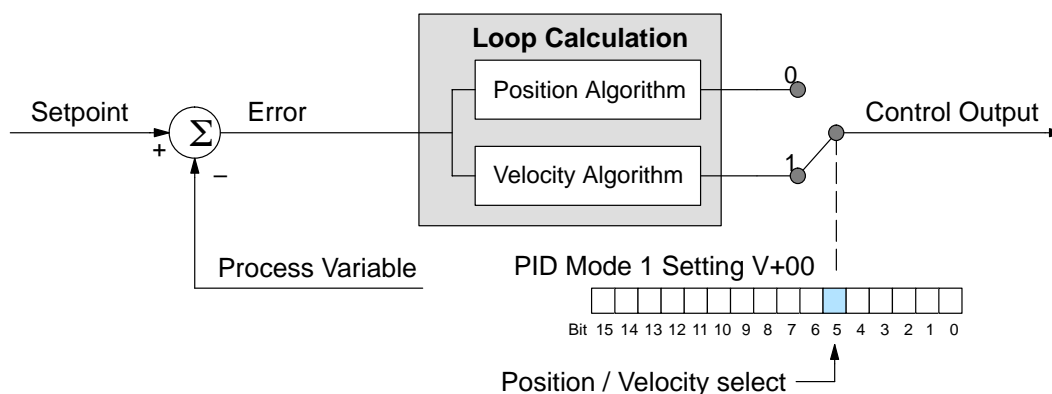 Loop Calculation
Position Algorithm
0
Setpoint
Error
Control Output
Σ
+
−
Velocity Algorithm
1
Process Variable
PID Mode 1 Setting V+00
Bit 15 14 13 12 11 10 9 8 7 6 5 4 3 2 1 0
Position / Velocity select